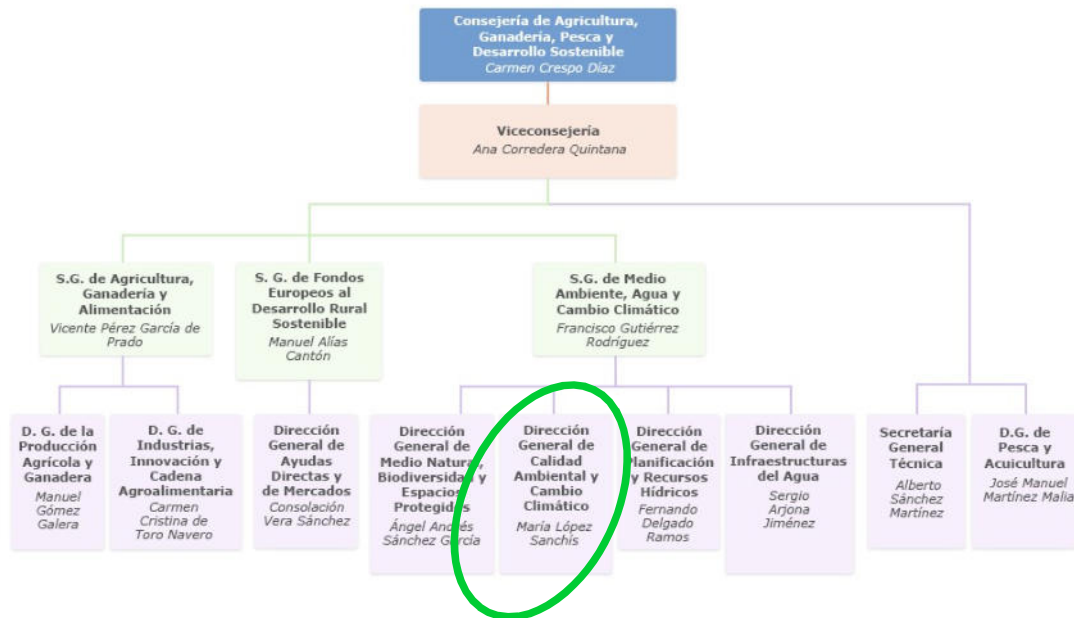 Consejería de Agricultura,
Ganadería, Pesca y
Desarrollo Sostenible
Carmen Crespo Díaz
Viceconsejería
Ana Corredera Quintana
S.G. de Agricultura,
Ganadería y
Alimentación
Vicente Pérez García de
Prado
S. G. de Fondos
Europeos al
Desarrollo Rural
Sostenible
Manuel Alías
Cantón
S.G. de Medio
Ambiente, Agua y
Cambio Climático
Francisco Gutiérrez
Rodríguez
D. G. de la
Producción
Agrícola y
Ganadera
Manuel
Gómez
Galera
D. G. de
Industrias,
Innovación y
Cadena
Agroalimentaria
Carmen
Cristina de
Toro Navero
Dirección
General de
Ayudas
Directas y
de Mercados
Consolación
Vera Sánchez
Dirección
General de
Medio Natural,
Biodiversidad y
Espacios
Protegidos
Ángel Andrés
Sánchez García
Dirección
General de
Calidad
Ambiental y
Cambio
Climático
María López
Sanchís
Dirección
General de
Planificación
y Recursos
Hídricos
Fernando
Delgado
Ramos
Dirección
General de
Infraestructuras
del Agua
Sergio
Arjona
Jiménez
Secretaría
General
Técnica
Alberto
Sánchez
Martínez
D.G. de
Pesca y
Acuicultura
José Manuel
Martínez Malia